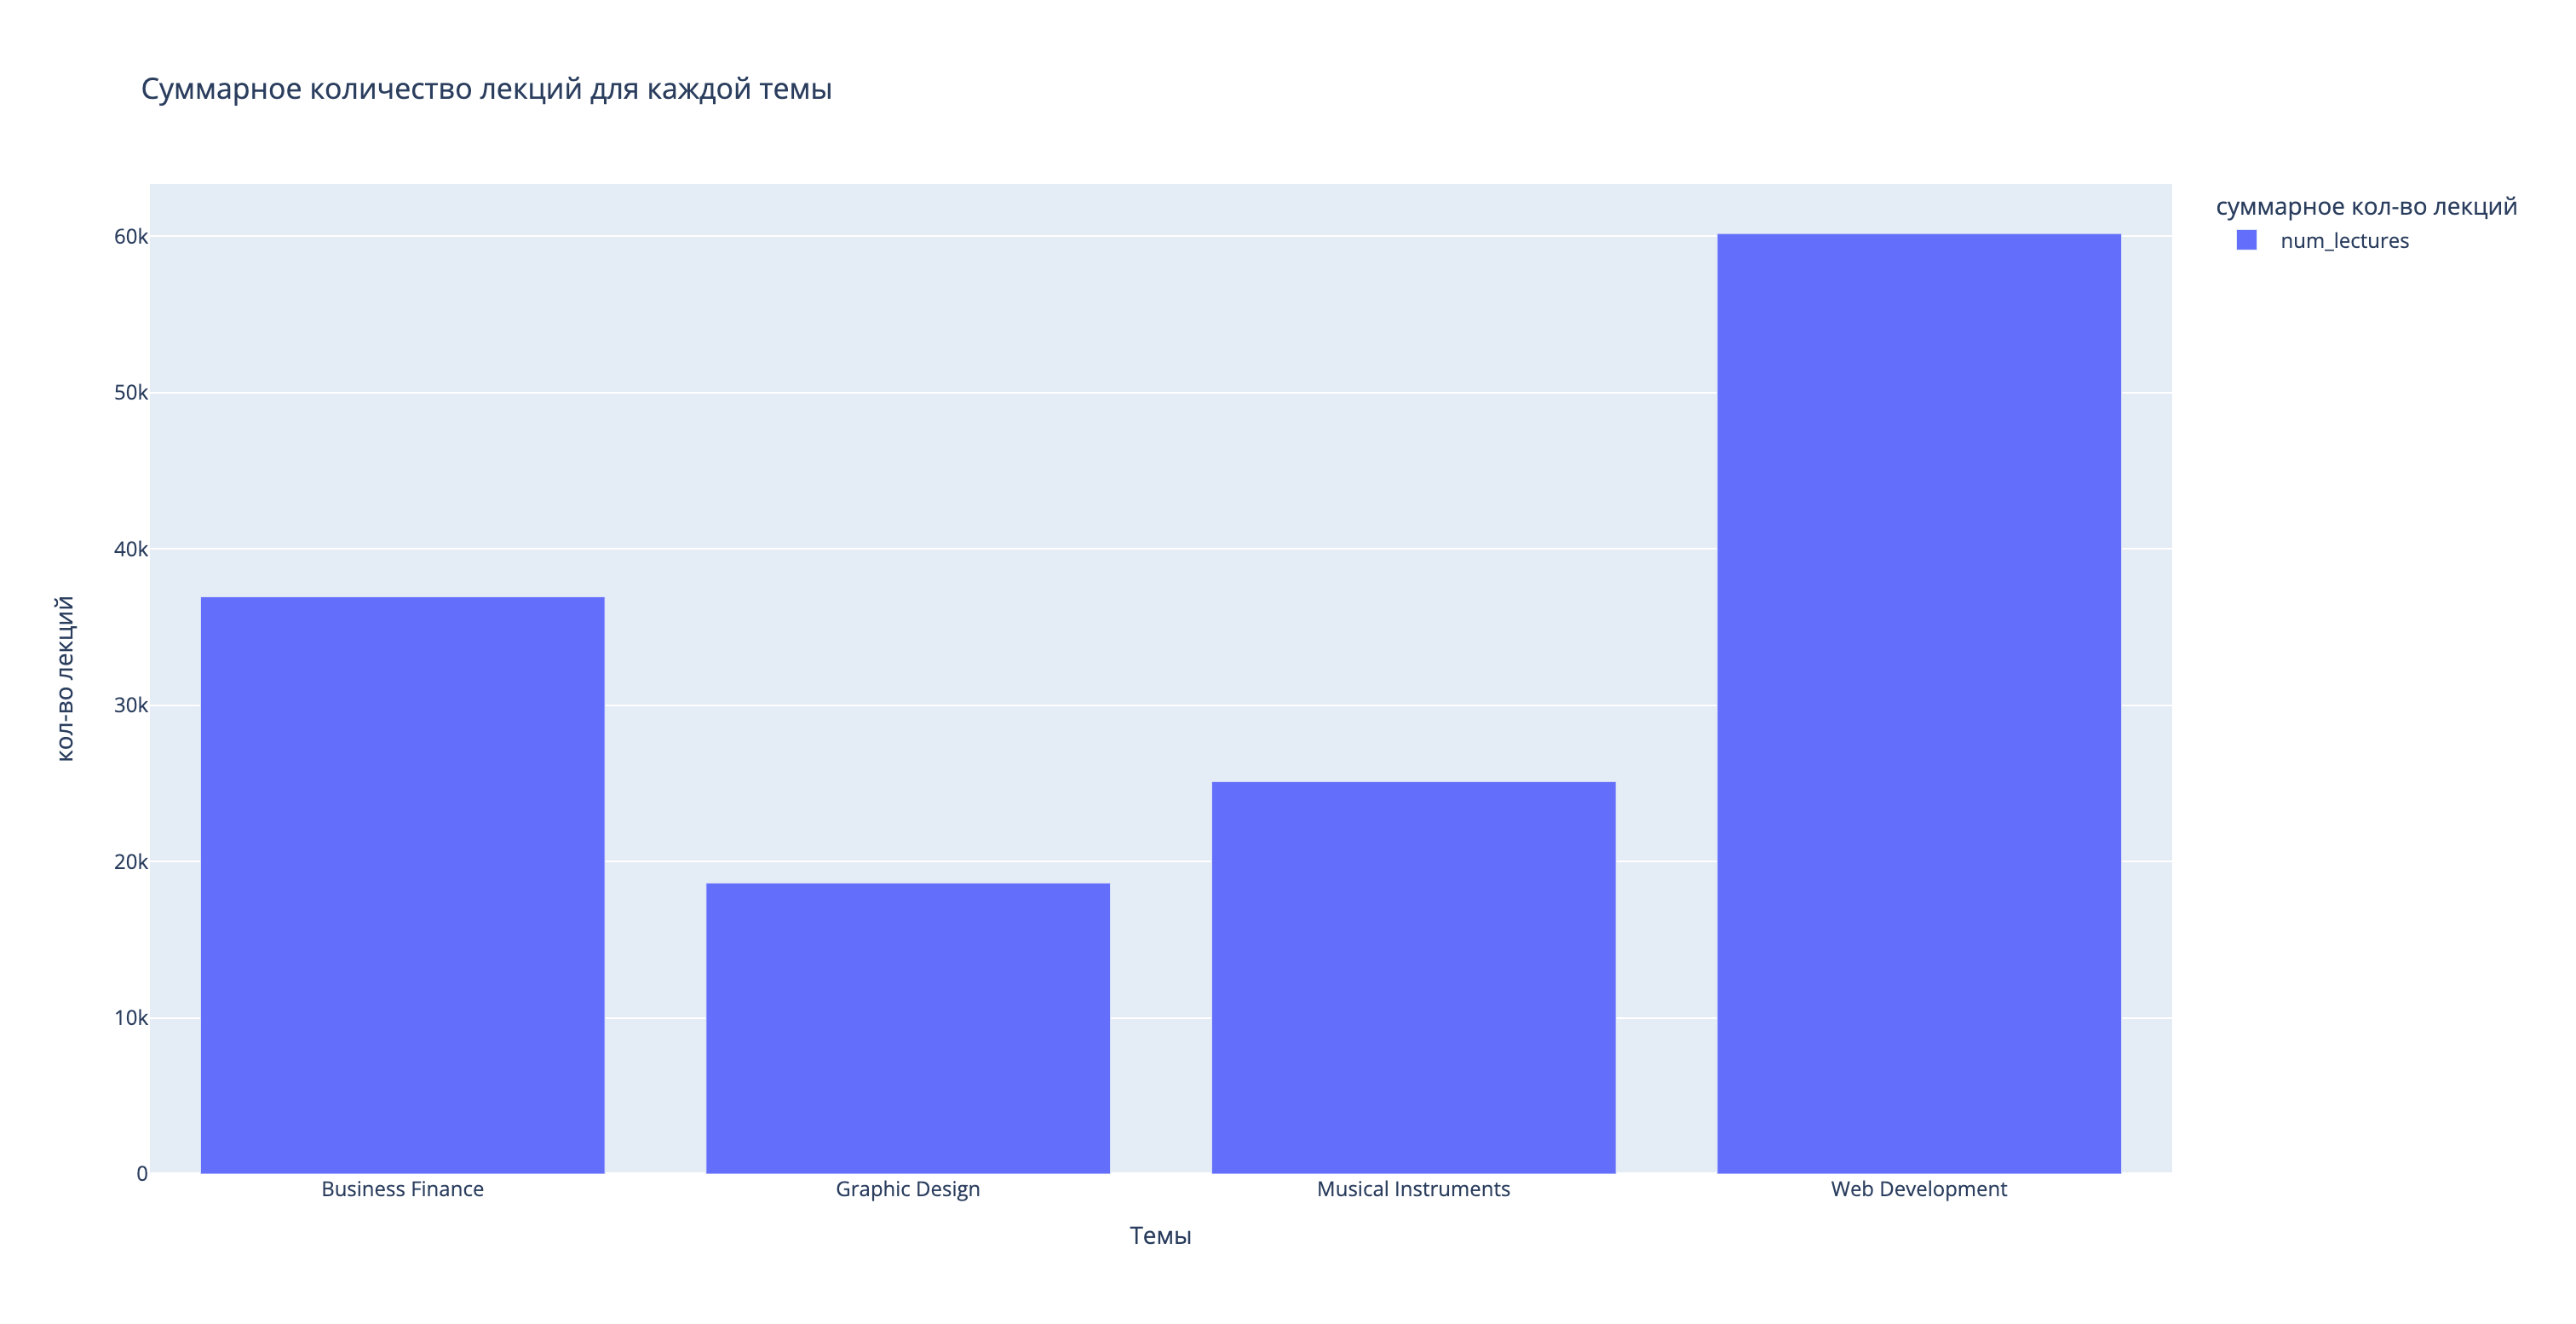 Суммарное количество лекций для каждой темы
суммарное кол-во лекций
num_lectures
60k
50k
40k
30k
20k
10k
0
кол-во лекций
Business Finance
Graphic Design
Musical Instruments
Web Development
Темы